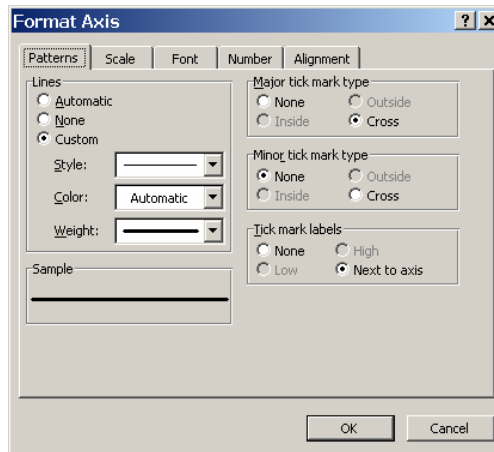 Format Axis
Patterns Scale Font Number Alignment
Lines
Automatic
None
Custom
Style:
Color: Automatic
Weight:
Sample
Major tick mark type
None Outside
Inside Cross
Minor tick mark type
None Outside
Inside Cross
Tick mark labels
None High
Low Next to axis
OK Cancel